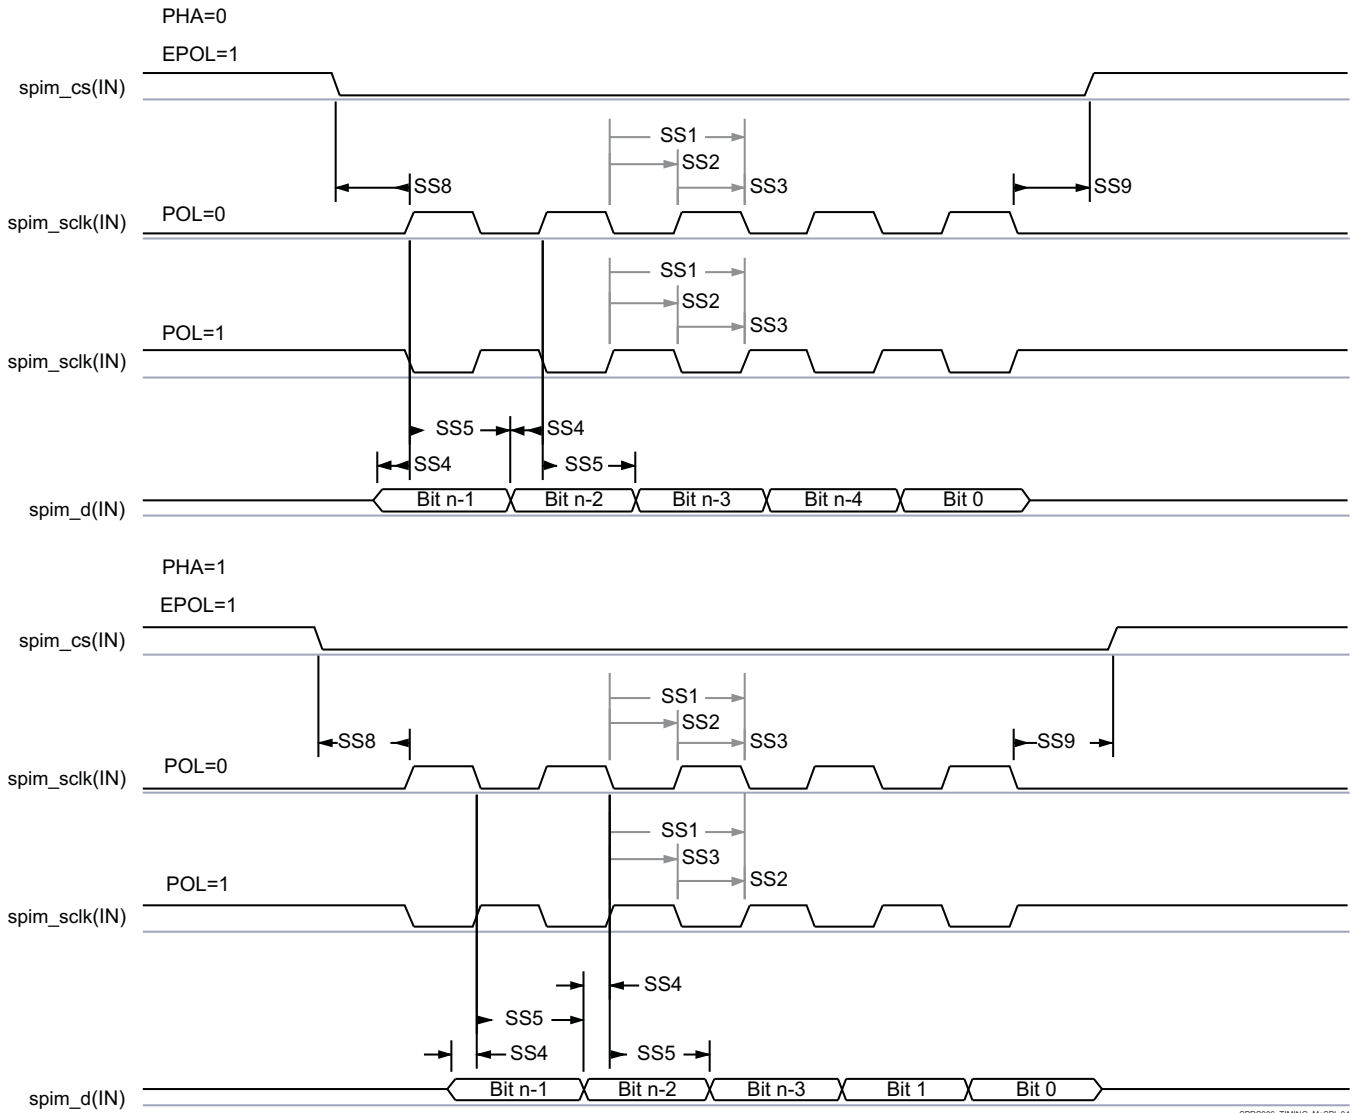 PHA=0
EPOL=1
spim_cs(IN)
SS1
SS2
SS8 SS3 SS9
POL=0
spim_sclk(IN)
SS1
SS2
SS3
POL=1
spim_sclk(IN)
SS5 SS4
SS4 SS5
Bit n-1 Bit n-2 Bit n-3 Bit n-4 Bit 0
spim_d(IN)
PHA=1
EPOL=1
spim_cs(IN)
SS1
SS2
SS8 SS3 SS9
POL=0
spim_sclk(IN)
SS1
SS3
SS2
POL=1
spim_sclk(IN)
SS4
SS5
SS4 SS5
Bit n-1 Bit n-2 Bit n-3 Bit 1 Bit 0
spim_d(IN)